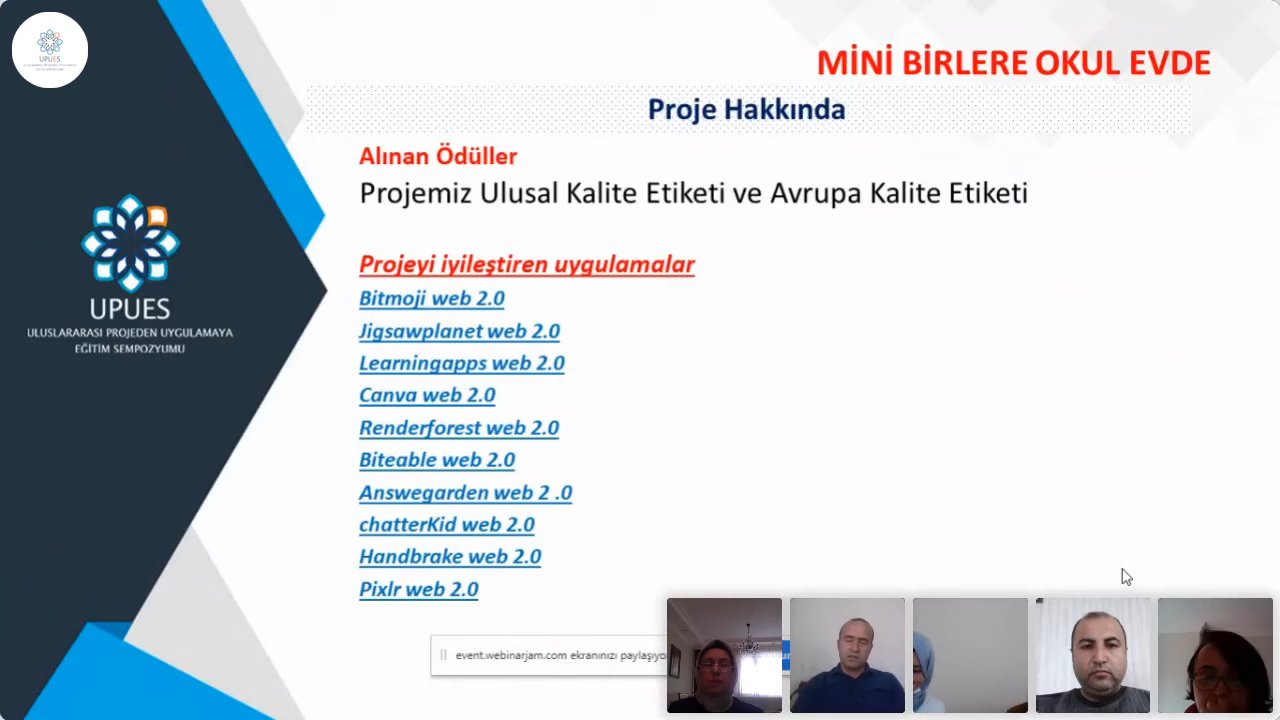 UPUES
MİNİ BİRLERE OKUL EVDE
Proje Hakkında
Alınan Ödüller
Projemiz Ulusal Kalite Etiketi ve Avrupa Kalite Etiketi
Projeyi iyileştiren uygulamalar
Bitmoji web 2.0
Jigsawplanet web 2.0
Learningapps web 2.0
Canva web 2.0
Renderforest web 2.0
Biteable web 2.0
Answegarden web 2 .0
chatterKid web 2.0
Handbrake web 2.0
Pixlr web 2.0
UPUES
ULUSLARARASI PROJEDEN UYGULAMAYA
EĞİTİM SEMPOZYUMU
event.webinarjam.com ekranınızı paylaşıyo